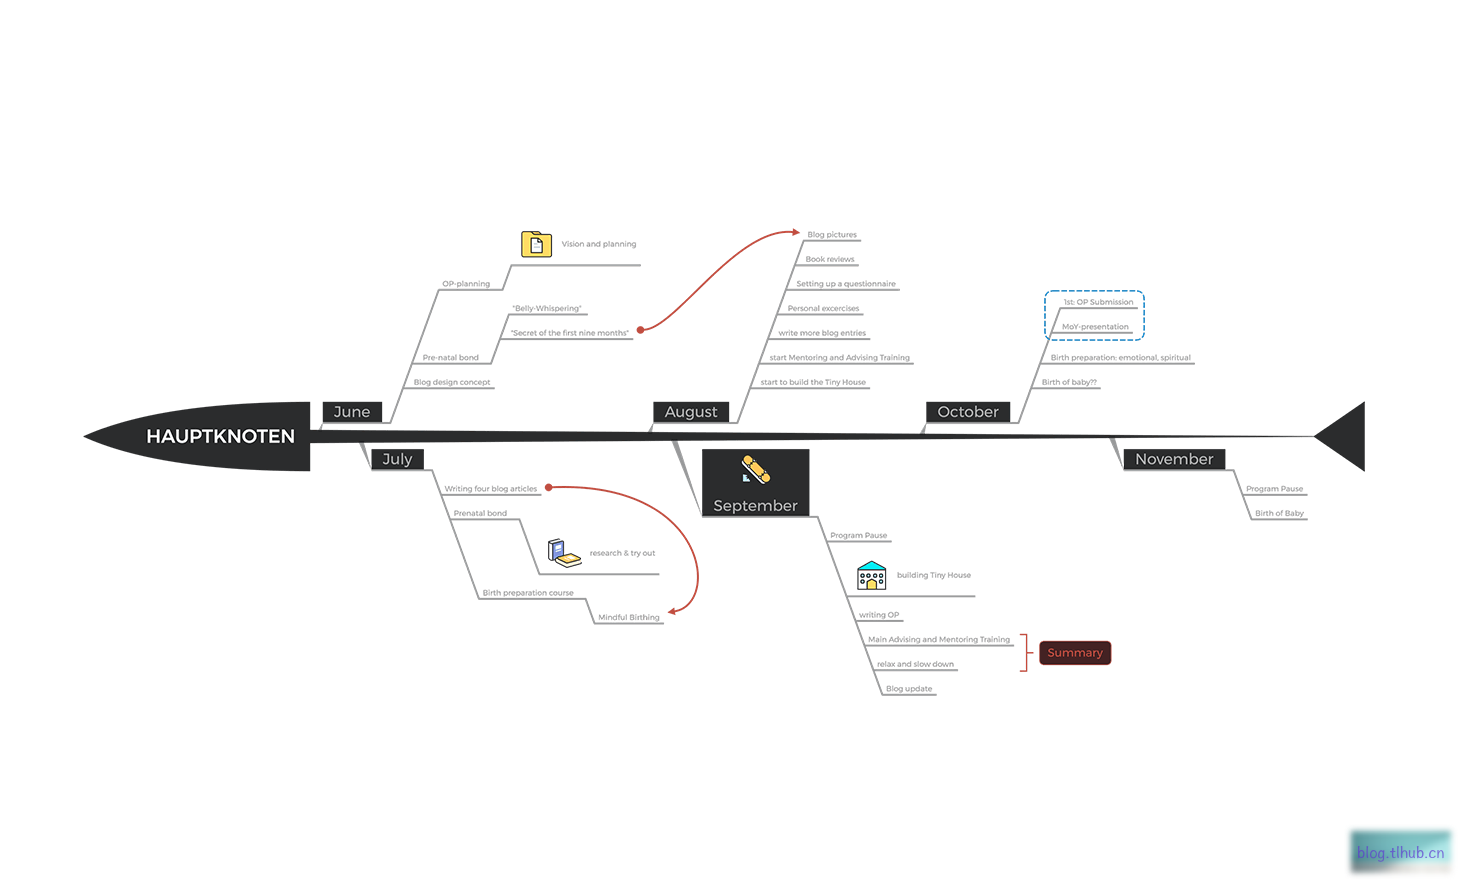 HAUPTKNOTEN
June
OP-planning
Vision and planning
Pre-natal bond
"Belly-Whispering"
"Secret of the first nine months"
Blog design concept
July
Writing four blog articles
Prenatal bond
research & try out
Birth preparation course
Mindful Birthing
August
Blog pictures
Book reviews
Setting up a questionnaire
Personal excercises
write more blog entries
start Mentoring and Advising Training
start to build the Tiny House
September
Program Pause
building Tiny House
writing OP
Main Advising and Mentoring Training
relax and slow down
Summary
Blog update
October
1st: OP Submission
MoY-presentation
Birth preparation: emotional, spiritual
Birth of baby??
November
Program Pause
Birth of Baby
blog.tlhub.cn